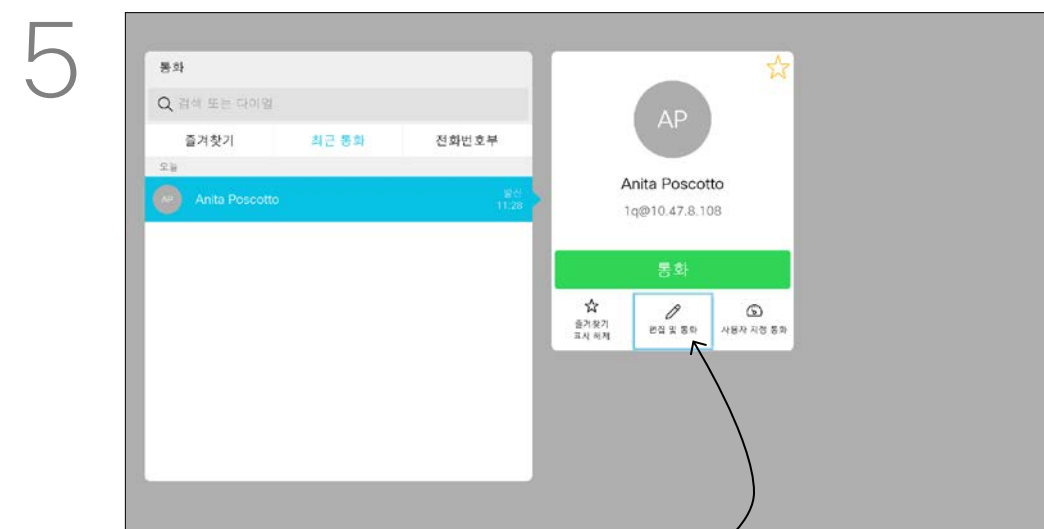 5
통화
검색 또는 다이얼
즐겨찾기 최근 통화 전화번호부
오늘
AP Anita Poscotto 발신
11:28
AP
Anita Poscotto
1q@10.47.8.108
통화
즐겨찾기
표시 해제
편집 및 통화
사용자 지정 통화